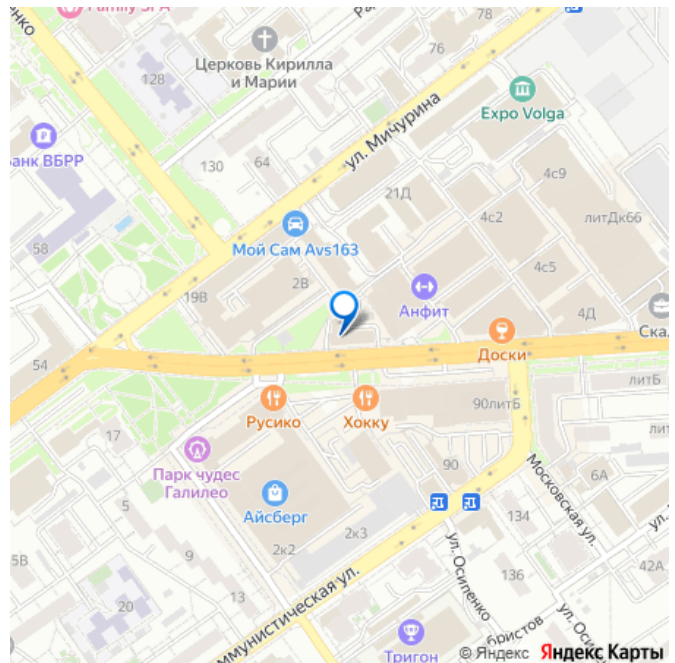 78
128
Церковь Кирилла
и Марии
76
Expo Volga
Банк ВБРР
130
64
ул. Мичурина
4с9
21Д
4с2
литДк66
58
Мой Сам Avs163
4с5
19В
2В
Анфит
4Д
54
Доски
литБ
Русико
Хокку
90литБ
17
Парк чудес
Галилео
90
6А
Московская ул.
Айсберг
5
134
ул.
2к3
5В
9
2к2
13
ул. Осипенко
136
42А
20
Тригон
© Яндекс Яндекс Карты